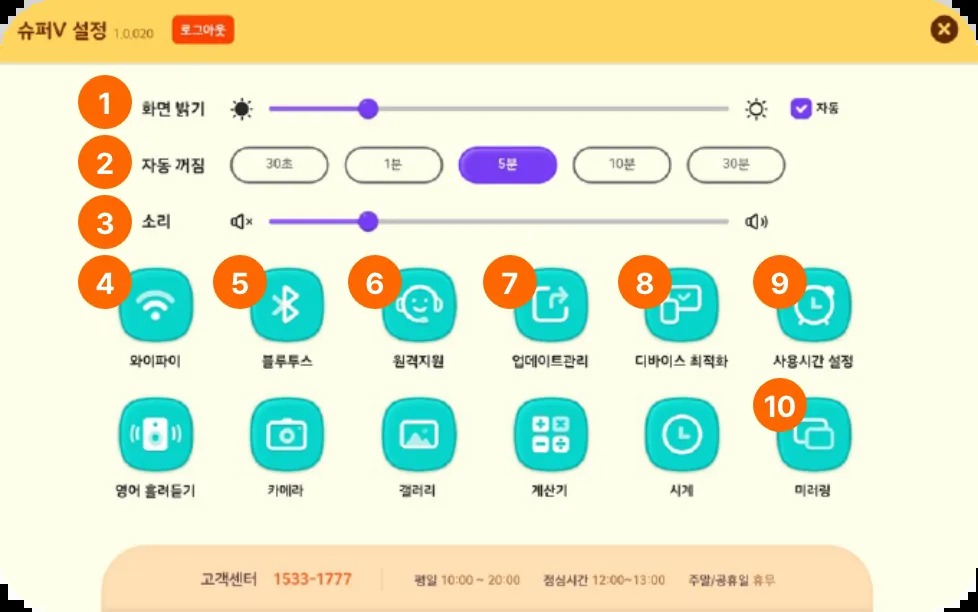 슈퍼V 설정 1.0.020 로그아웃
1 화면 밝기 자동
2 자동 꺼짐 30초 1분 5분 10분 30분
3 소리
4 5 6 7 8 9
와이파이 블루투스 원격지원 업데이트관리 디바이스 최적화 사용시간 설정
10
영어 흘려듣기 카메라 갤러리 계산기 시계 미러링
고객센터 1533-1777 평일 10:00 ~ 20:00 점심시간 12:00~13:00 주말/공휴일 휴무